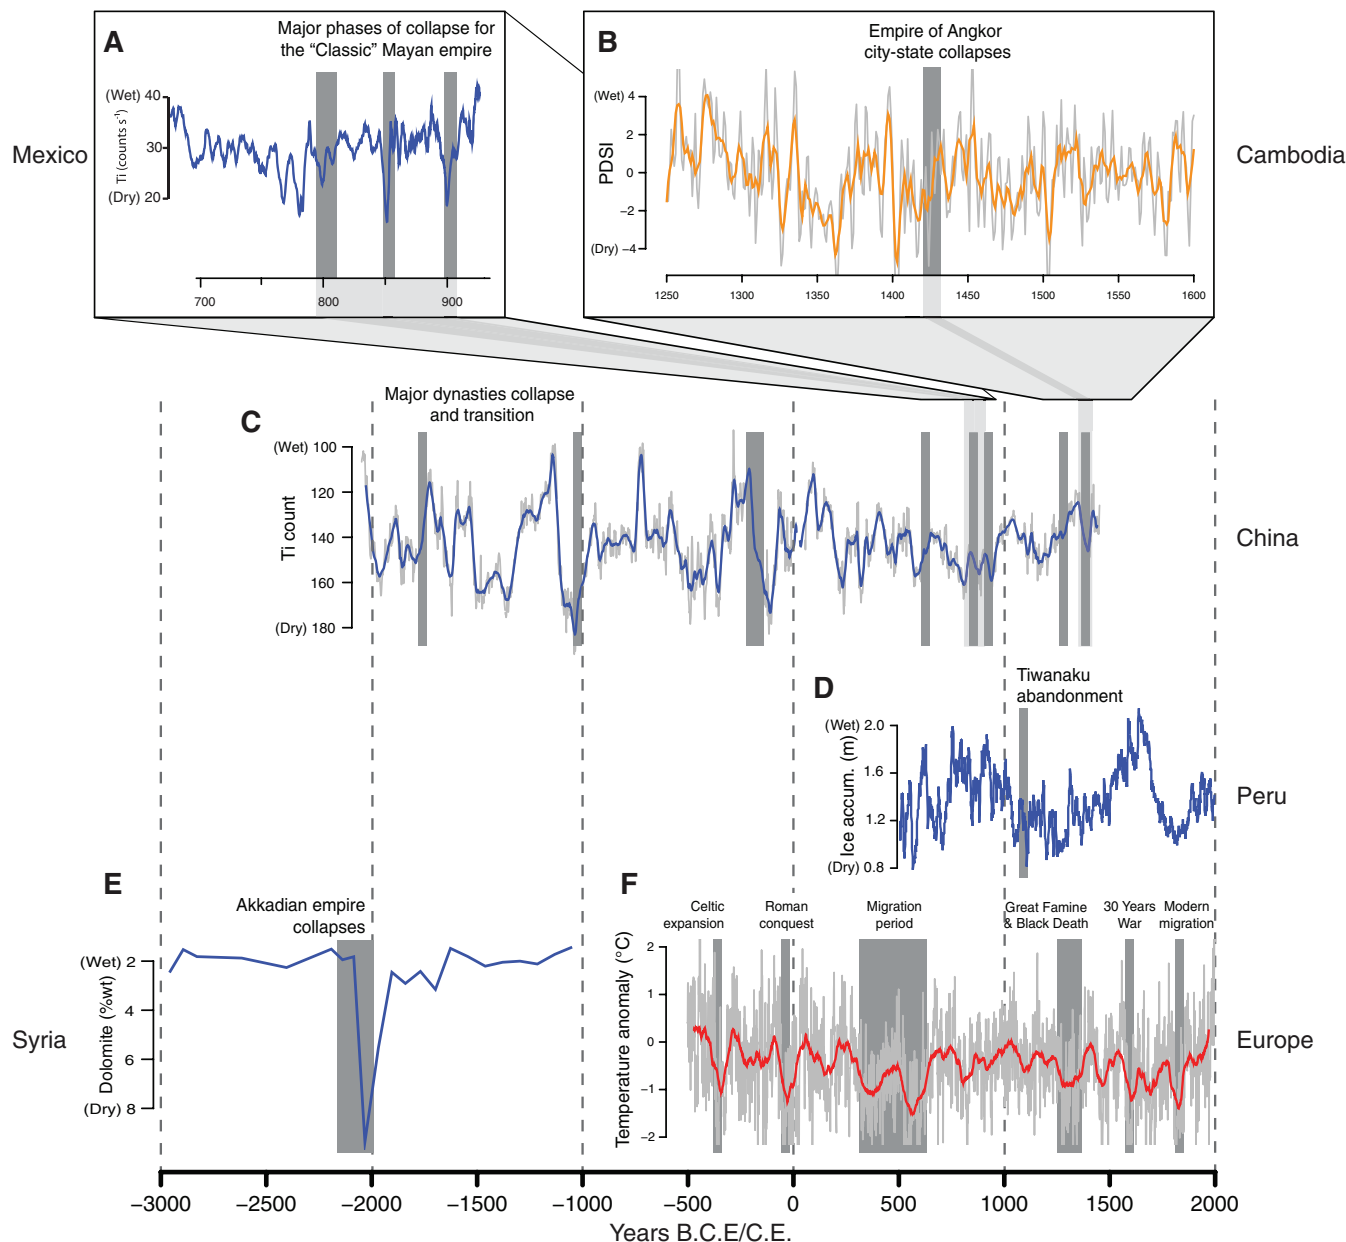 A
Major phases of collapse for
the “Classic” Mayan empire
(Wet) 40
30
(Dry) 20
Ti (counts s⁻¹)
700
800
900
Mexico
B
Empire of Angkor
city-state collapses
(Wet) 4
2
0
−2
(Dry) −4
PDSI
1250
1300
1350
1400
1450
1500
1550
1600
Cambodia
C
Major dynasties collapse
and transition
(Wet) 100
120
140
160
(Dry) 180
Ti count
China
D
Tiwanaku
abandonment
(Wet) 2.0
1.6
1.2
(Dry) 0.8
Ice accum. (m)
Peru
E
Akkadian empire
collapses
(Wet) 2
4
6
(Dry) 8
Dolomite (%wt)
Syria
F
Celtic
expansion
Roman
conquest
Migration
period
Great Famine
& Black Death
30 Years
War
Modern
migration
2
1
0
−1
−2
Temperature anomaly (°C)
Europe
−3000
−2500
−2000
−1500
−1000
−500
0
500
1000
1500
2000
Years B.C.E/C.E.